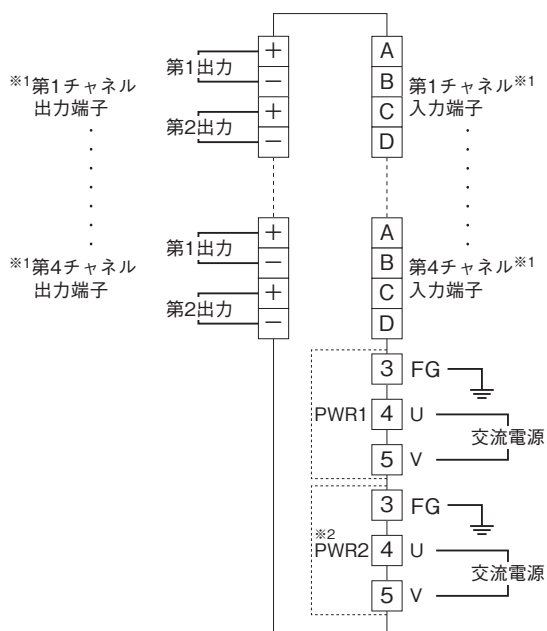 ※1第1チャネル
出力端子
第1出力
第2出力
+
−
+
−
A
B
C
D
第1チャネル※1
入力端子
※1第4チャネル
出力端子
第1出力
第2出力
+
−
+
−
A
B
C
D
第4チャネル※1
入力端子
PWR1
3 FG
4 U
5 V
交流電源
※2
PWR2
3 FG
4 U
5 V
交流電源